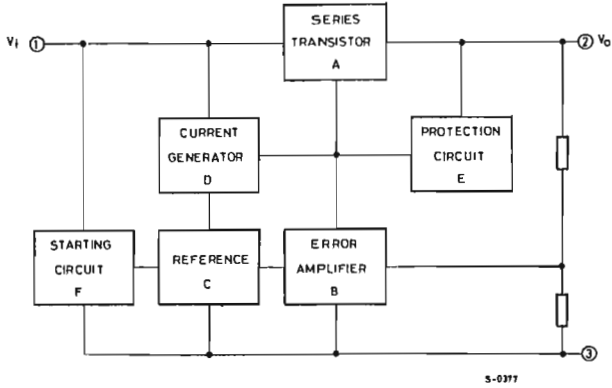 SERIES
TRANSISTOR
A
Vi ①
② Vo
CURRENT
GENERATOR
D
PROTECTION
CIRCUIT
E
STARTING
CIRCUIT
F
REFERENCE
C
ERROR
AMPLIFIER
B
③
S-0377